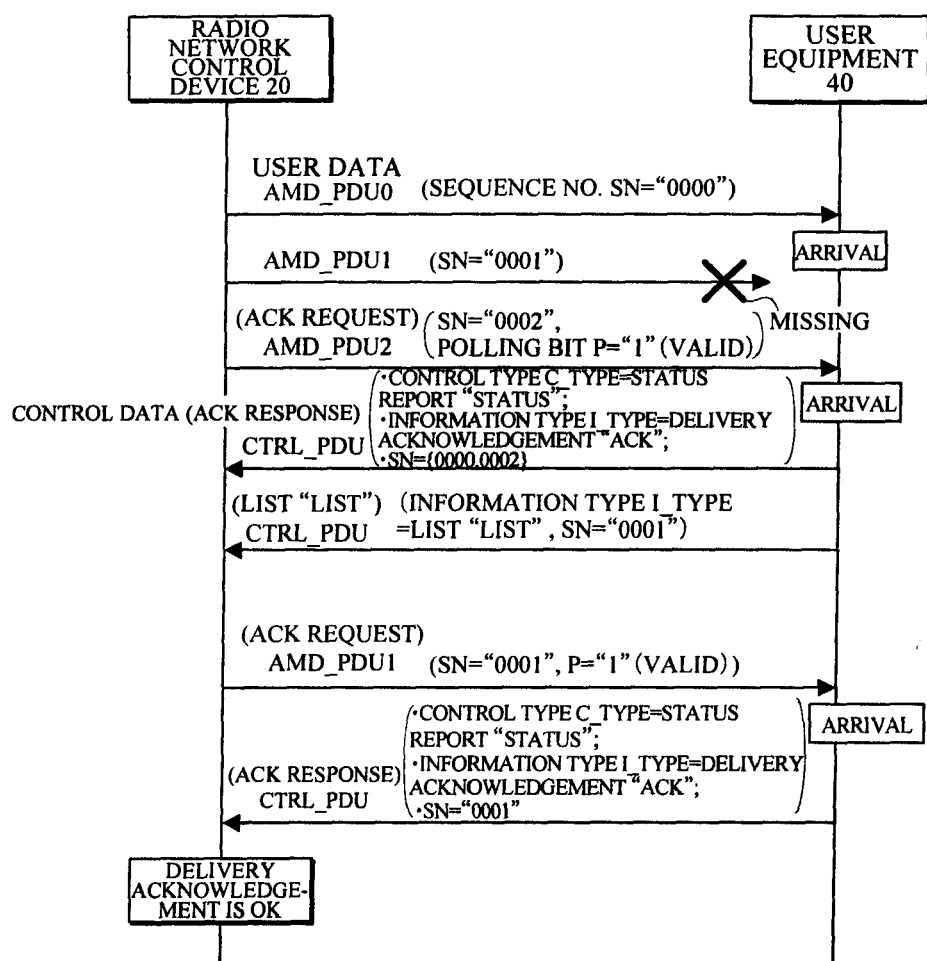 RADIO
NETWORK
CONTROL
DEVICE 20
USER
EQUIPMENT
40
USER DATA
AMD_PDU0 (SEQUENCE NO. SN=“0000”)
ARRIVAL
AMD_PDU1 (SN=“0001”)
MISSING
(ACK REQUEST) SN=“0002”,
AMD_PDU2 POLLING BIT P=“1” (VALID)
ARRIVAL
·CONTROL TYPE C_TYPE=STATUS
REPORT “STATUS”;
CONTROL DATA (ACK RESPONSE) ·INFORMATION TYPE I_TYPE=DELIVERY
CTRL_PDU ACKNOWLEDGEMENT “ACK”;
·SN={0000,0002}
(LIST “LIST”) (INFORMATION TYPE I_TYPE
CTRL_PDU =LIST “LIST” , SN=“0001”)
(ACK REQUEST)
AMD_PDU1 (SN=“0001”, P=“1” (VALID))
ARRIVAL
·CONTROL TYPE C_TYPE=STATUS
REPORT “STATUS”;
(ACK RESPONSE) ·INFORMATION TYPE I_TYPE=DELIVERY
CTRL_PDU ACKNOWLEDGEMENT “ACK”;
·SN=“0001”
DELIVERY
ACKNOWLEDGE-
MENT IS OK